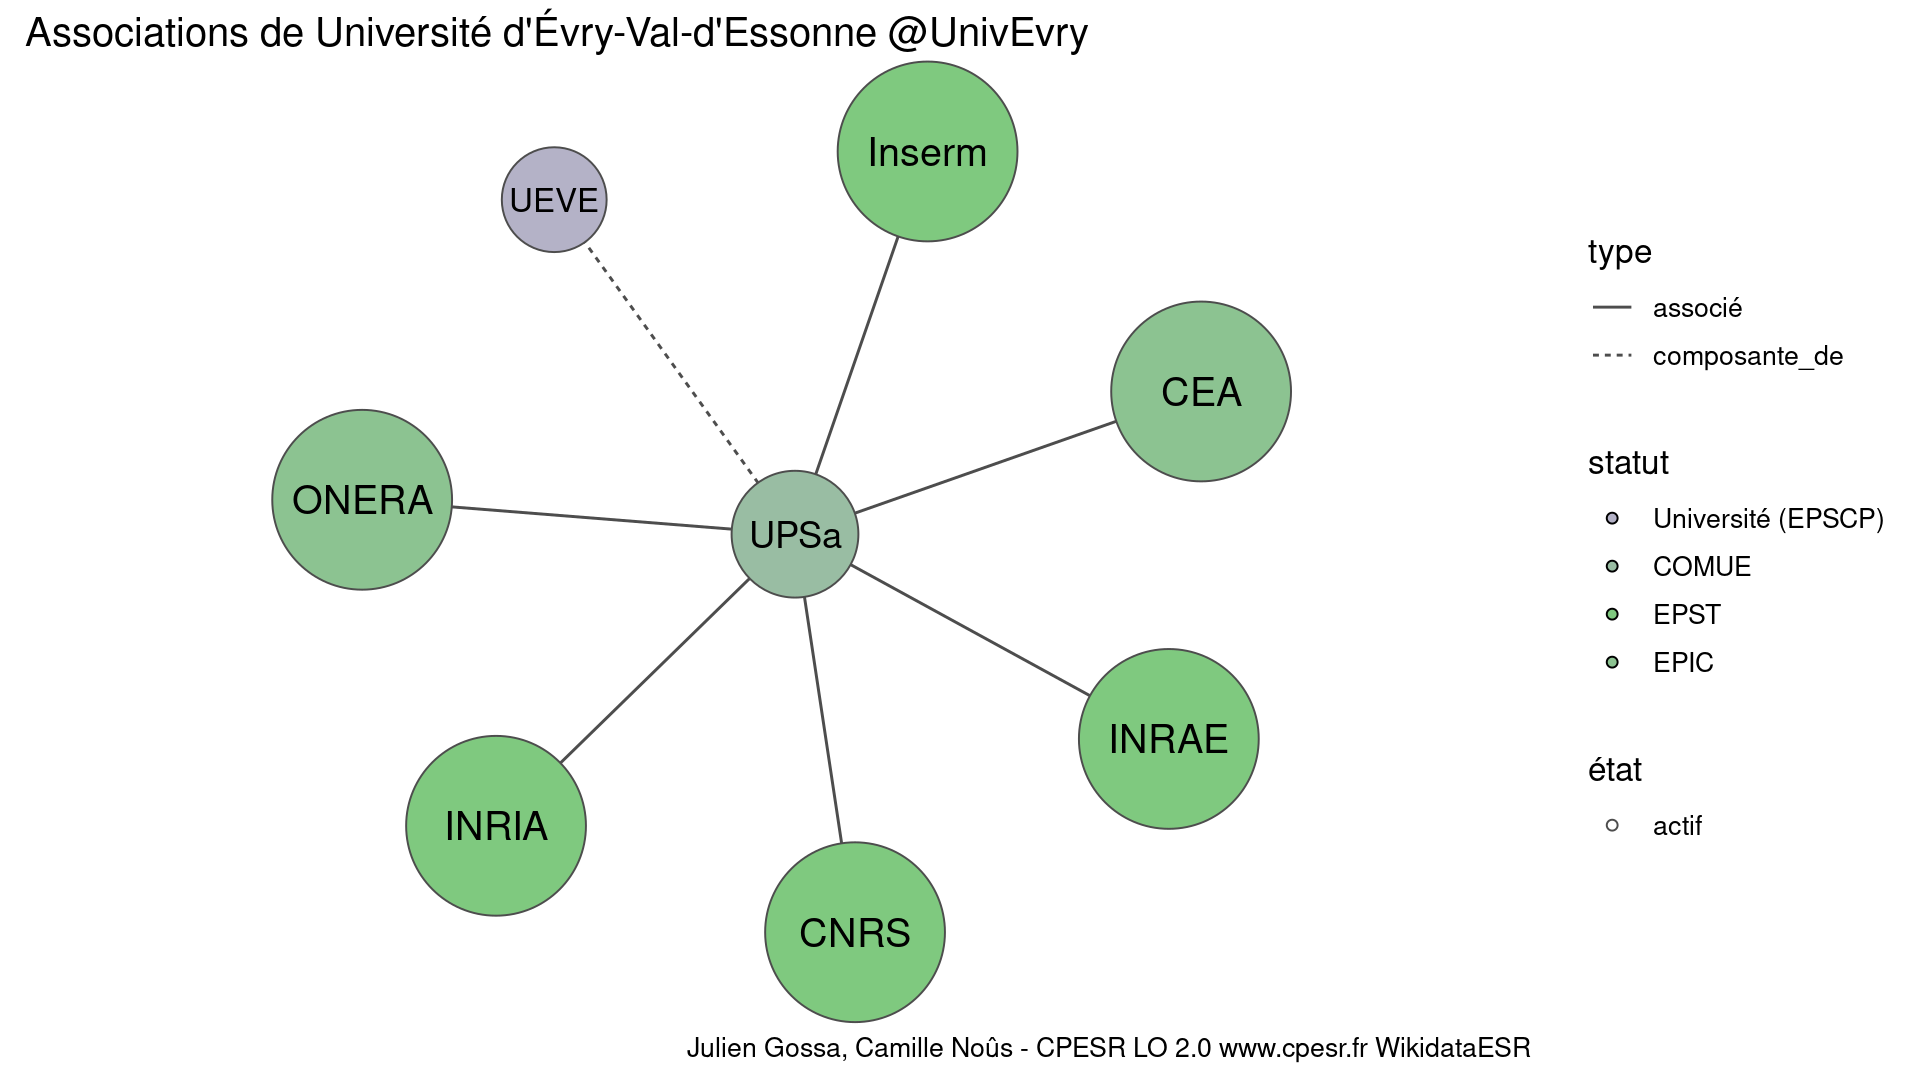 Associations de Université d'Évry-Val-d'Essonne @UnivEvry
Inserm
UEVE
CEA
ONERA
UPSa
INRAE
INRIA
CNRS
type
associé
composante_de
statut
Université (EPSCP)
COMUE
EPST
EPIC
état
actif
Julien Gossa, Camille Noûs - CPESR LO 2.0 www.cpesr.fr WikidataESR